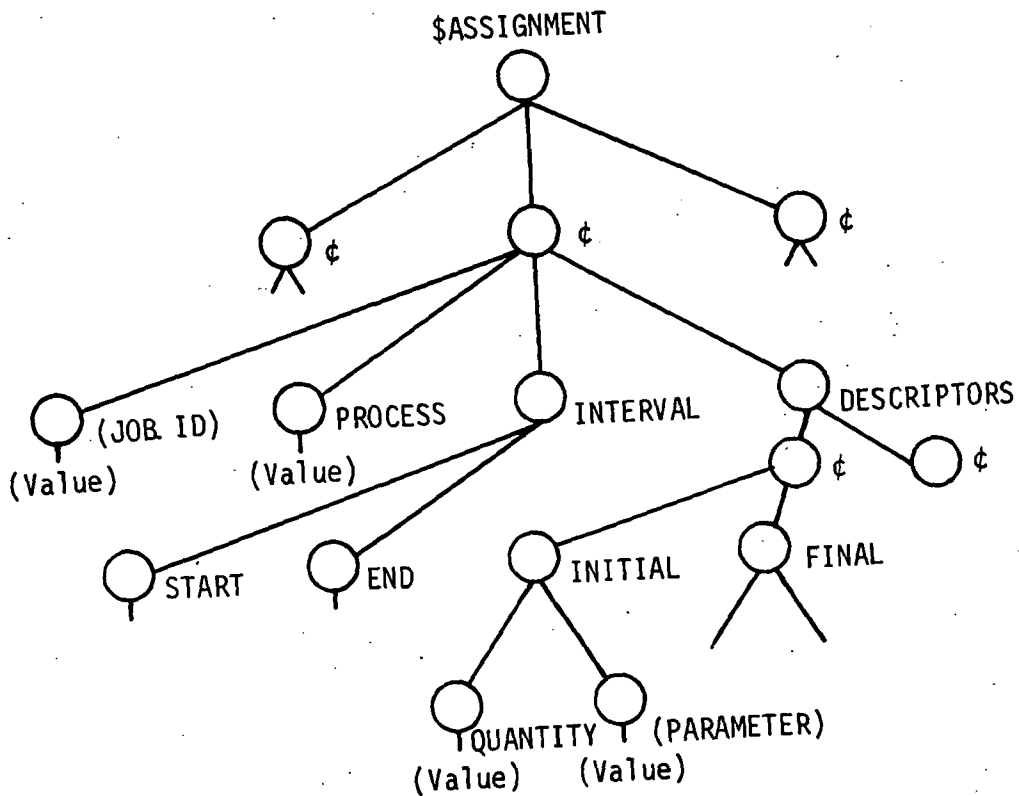 $ASSIGNMENT
¢ ¢ ¢
(JOB ID) PROCESS INTERVAL DESCRIPTORS
(Value) (Value) ¢ ¢
START END INITIAL FINAL
QUANTITY (PARAMETER)
(Value) (Value)